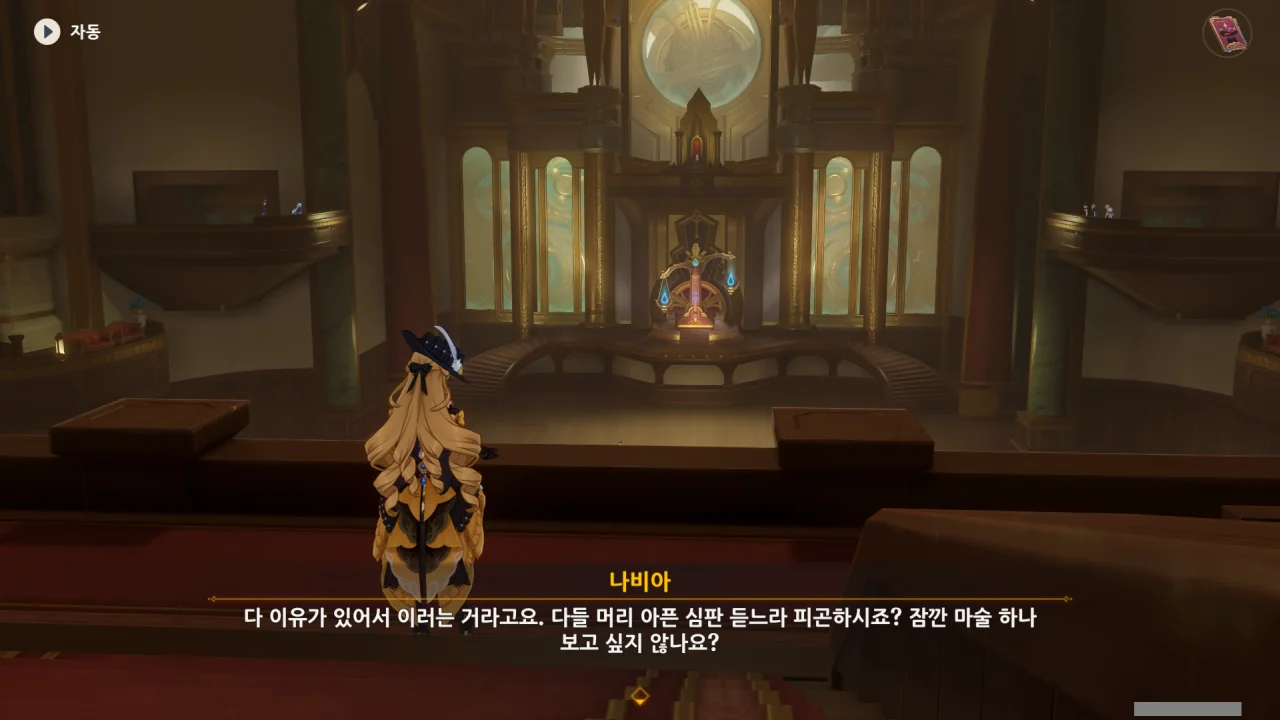 자동
나비아
다 이유가 있어서 이러는 거라고요. 다들 머리 아픈 심판 듣느라 피곤하시죠? 잠깐 마술 하나
보고 싶지 않나요?